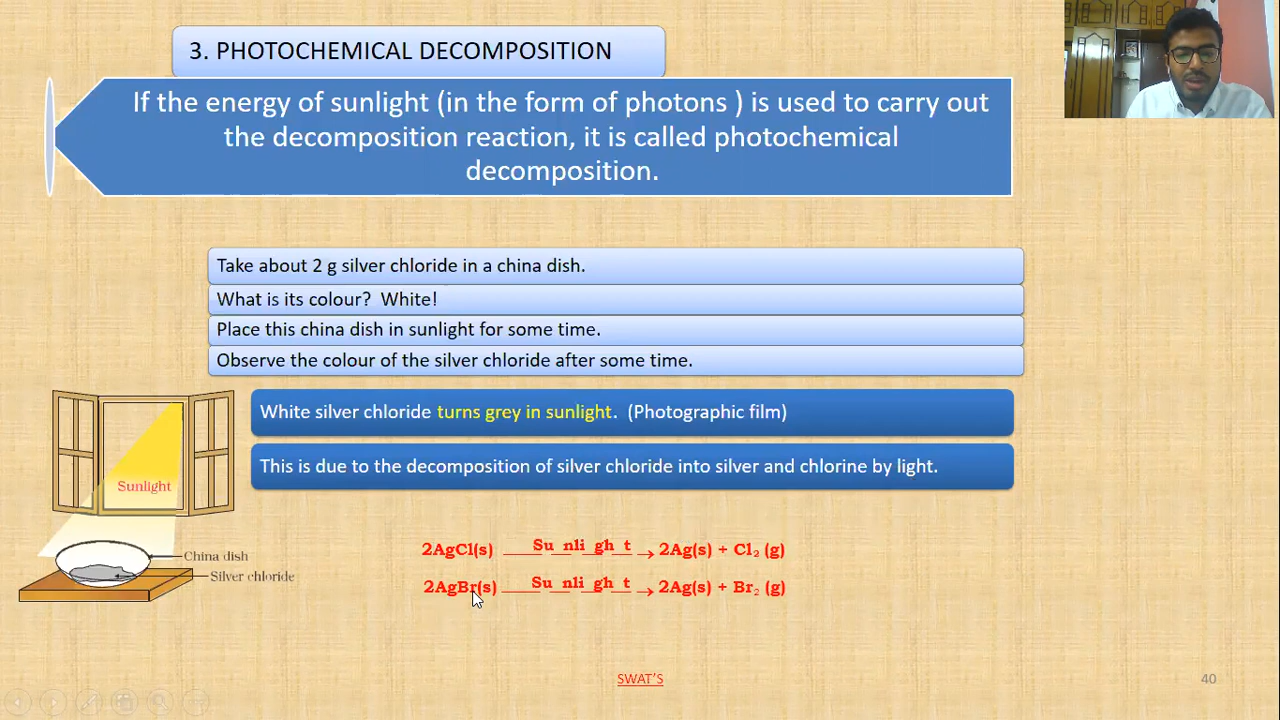 3. PHOTOCHEMICAL DECOMPOSITION
If the energy of sunlight (in the form of photons ) is used to carry out
the decomposition reaction, it is called photochemical
decomposition.
Take about 2 g silver chloride in a china dish.
What is its colour?  White!
Place this china dish in sunlight for some time.
Observe the colour of the silver chloride after some time.
White silver chloride turns grey in sunlight.  (Photographic film)
This is due to the decomposition of silver chloride into silver and chlorine by light.
Sunlight
China dish
Silver chloride
2AgCl(s) ⎯⎯Su⎯nli⎯gh⎯t→ 2Ag(s) + Cl₂ (g)
2AgBr(s) ⎯⎯Su⎯nli⎯gh⎯t→ 2Ag(s) + Br₂ (g)
SWAT'S
40